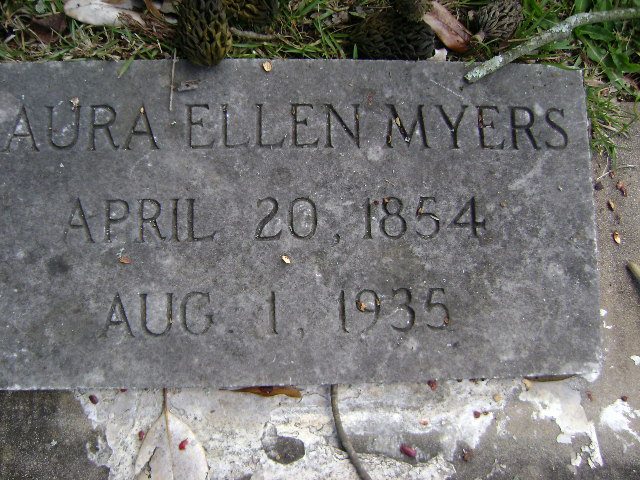 AURA ELLEN MYERS
APRIL 20, 1854
AUG. 1, 1935